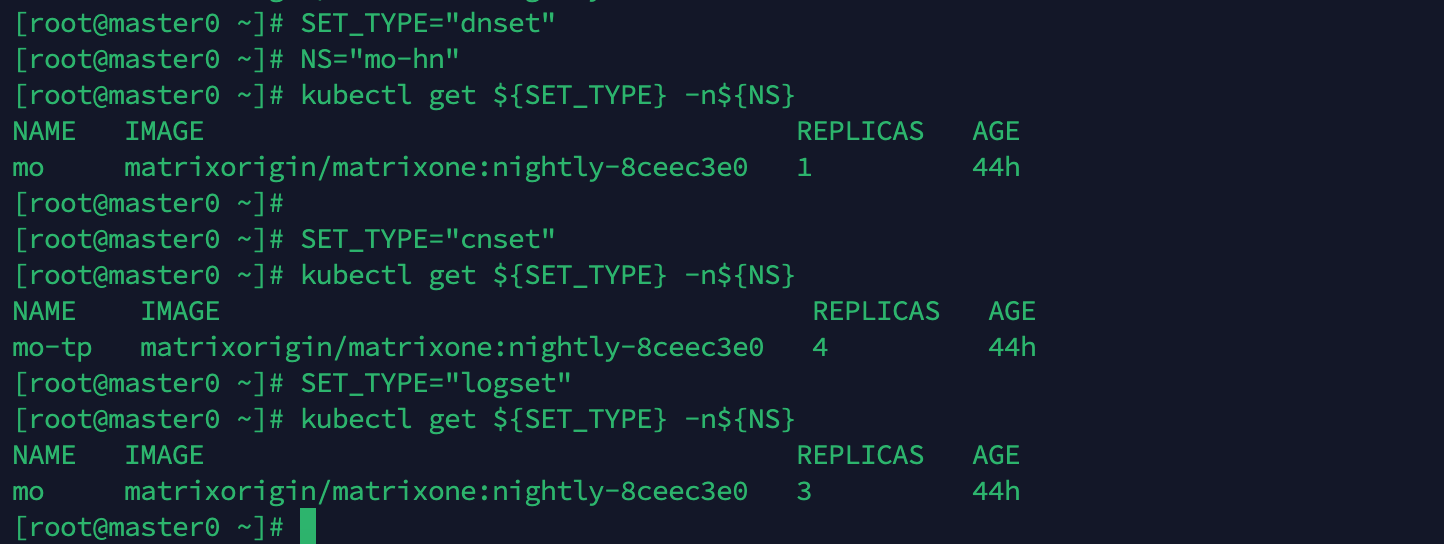 [root@master0 ~]# SET_TYPE="dnset"
[root@master0 ~]# NS="mo-hn"
[root@master0 ~]# kubectl get ${SET_TYPE} -n${NS}
NAME   IMAGE                                     REPLICAS   AGE
mo     matrixorigin/matrixone:nightly-8ceec3e0   1          44h
[root@master0 ~]#
[root@master0 ~]# SET_TYPE="cnset"
[root@master0 ~]# kubectl get ${SET_TYPE} -n${NS}
NAME    IMAGE                                     REPLICAS   AGE
mo-tp   matrixorigin/matrixone:nightly-8ceec3e0   4          44h
[root@master0 ~]# SET_TYPE="logset"
[root@master0 ~]# kubectl get ${SET_TYPE} -n${NS}
NAME   IMAGE                                     REPLICAS   AGE
mo     matrixorigin/matrixone:nightly-8ceec3e0   3          44h
[root@master0 ~]#